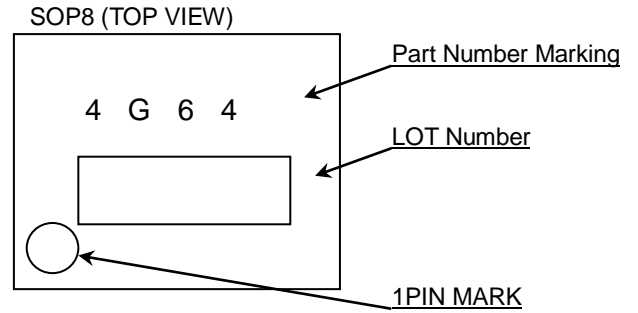 SOP8 (TOP VIEW)
Part Number Marking
4 G 6 4
LOT Number
1PIN MARK